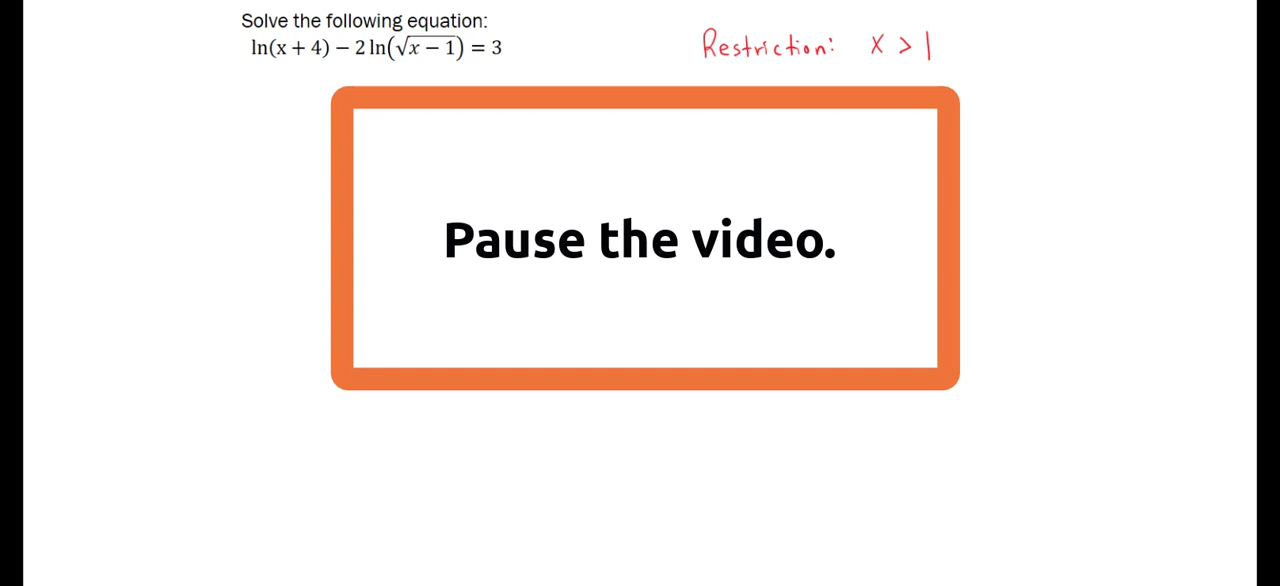 Solve the following equation:
ln(x + 4) − 2 ln(√x − 1) = 3
Restriction: x > 1
Pause the video.